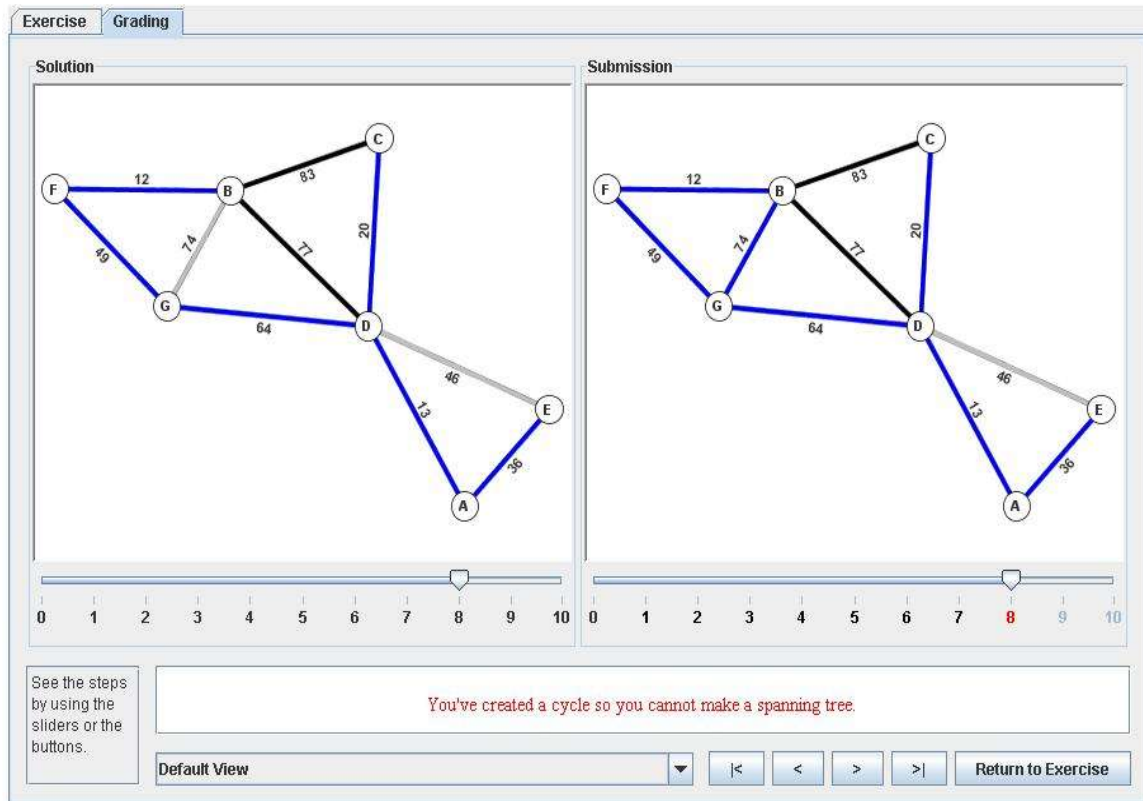 Exercise Grading
Solution
C
F
12
B
83
49
74
77
20
G
64
D
46
13
E
36
A
0 1 2 3 4 5 6 7 8 9 10
Submission
C
F
12
B
83
49
74
77
20
G
64
D
46
13
E
36
A
0 1 2 3 4 5 6 7 8 9 10
See the steps
by using the
sliders or the
buttons.
You've created a cycle so you cannot make a spanning tree.
Default View |< < > >| Return to Exercise